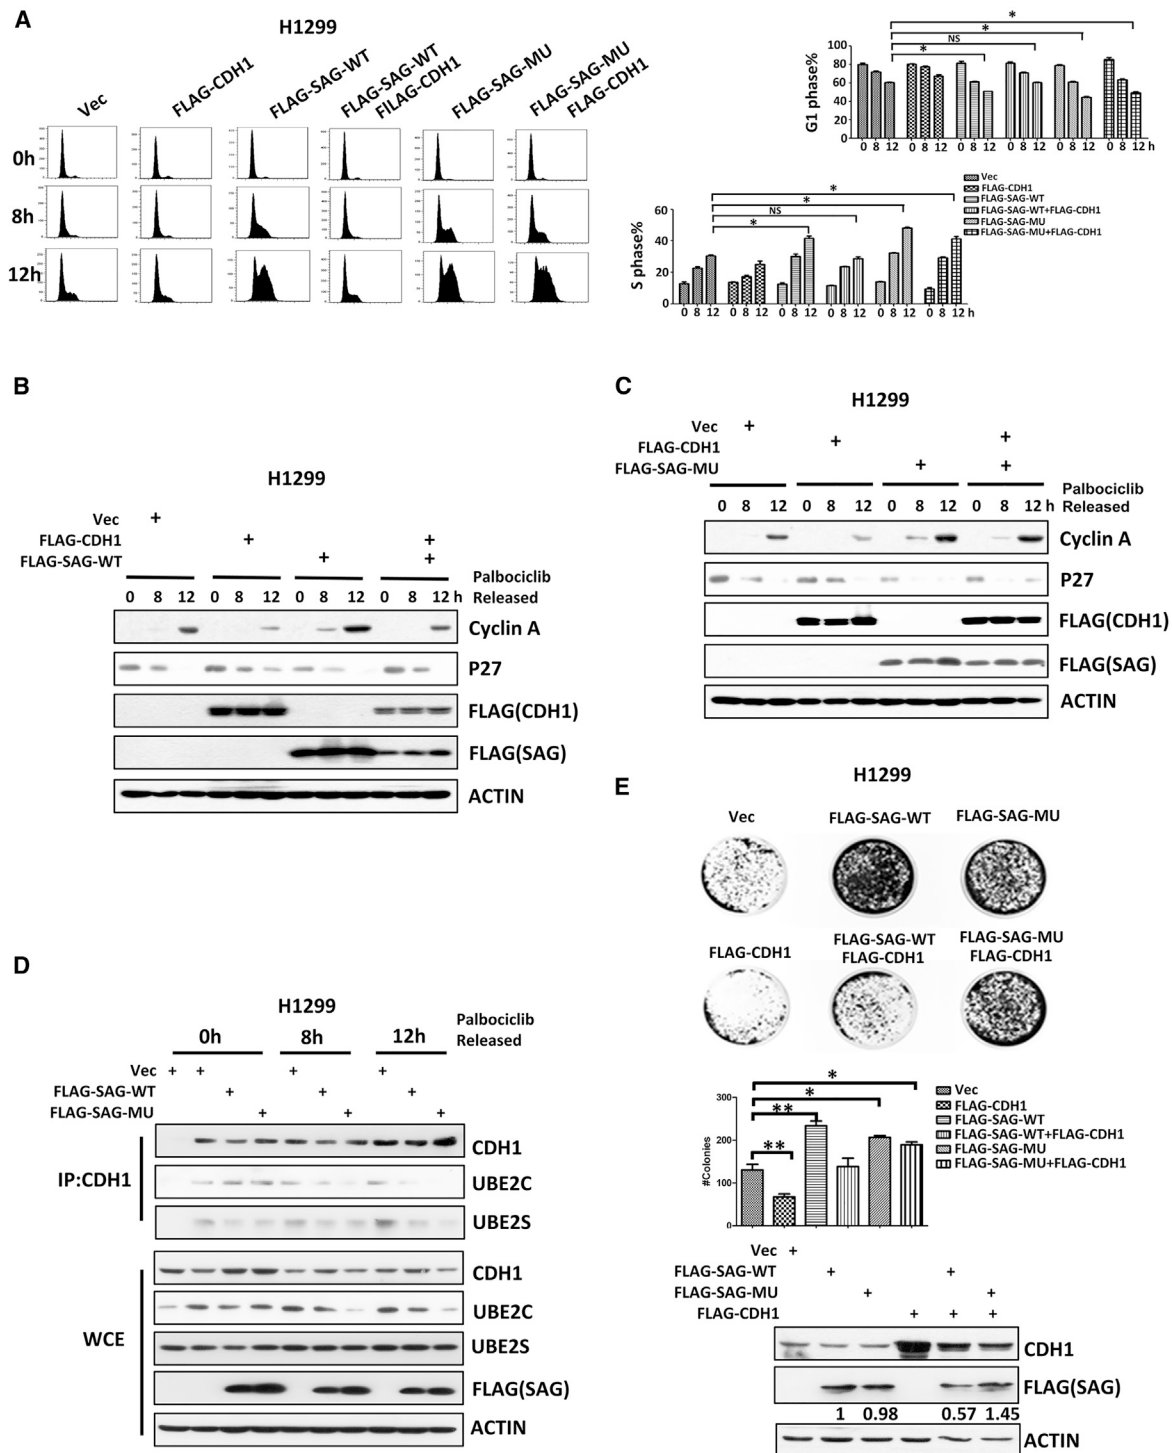 A
H1299
Vec
FLAG-CDH1
FLAG-SAG-WT
FLAG-SAG-WT
FlLAG-CDH1
FLAG-SAG-MU
FLAG-SAG-MU
FLAG-CDH1
0h
8h
12h
G1 phase%
100
80
60
40
20
0
*
*
NS
*
0 8 12 0 8 12 0 8 12 0 8 12 0 8 12 0 8 12 h
S phase%
60
40
20
0
*
*
NS
*
0 8 12 0 8 12 0 8 12 0 8 12 0 8 12 0 8 12 h
Vec
FLAG-CDH1
FLAG-SAG-WT
FLAG-SAG-WT+FLAG-CDH1
FLAG-SAG-MU
FLAG-SAG-MU+FLAG-CDH1
B
H1299
Vec +
FLAG-CDH1 + +
FLAG-SAG-WT + +
Palbociclib
0 8 12 0 8 12 0 8 12 0 8 12 h Released
Cyclin A
P27
FLAG(CDH1)
FLAG(SAG)
ACTIN
C
H1299
Vec +
FLAG-CDH1 + +
FLAG-SAG-MU + +
Palbociclib
0 8 12 0 8 12 0 8 12 0 8 12 h Released
Cyclin A
P27
FLAG(CDH1)
FLAG(SAG)
ACTIN
D
H1299
Palbociclib
Released
0h 8h 12h
Vec + + + +
FLAG-SAG-WT + + +
FLAG-SAG-MU + + +
IP:CDH1
CDH1
UBE2C
UBE2S
WCE
CDH1
UBE2C
UBE2S
FLAG(SAG)
ACTIN
E
H1299
Vec
FLAG-SAG-WT
FLAG-SAG-MU
FLAG-CDH1
FLAG-SAG-WT
FLAG-CDH1
FLAG-SAG-MU
FLAG-CDH1
#Colonies
300
200
100
0
*
*
**
**
Vec
FLAG-CDH1
FLAG-SAG-WT
FLAG-SAG-WT+FLAG-CDH1
FLAG-SAG-MU
FLAG-SAG-MU+FLAG-CDH1
Vec +
FLAG-SAG-WT + +
FLAG-SAG-MU + +
FLAG-CDH1 + + +
CDH1
FLAG(SAG)
1 0.98 0.57 1.45
ACTIN